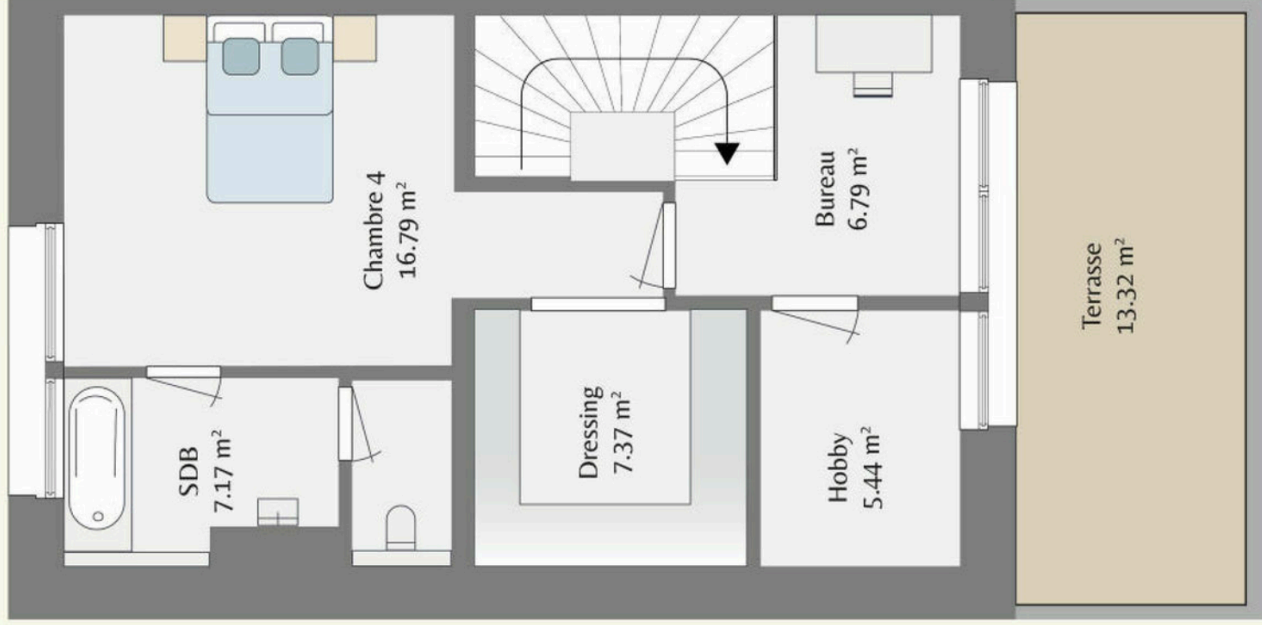 Chambre 4
16.79 m²
Bureau
6.79 m²
Terrasse
13.32 m²
SDB
7.17 m²
Dressing
7.37 m²
Hobby
5.44 m²